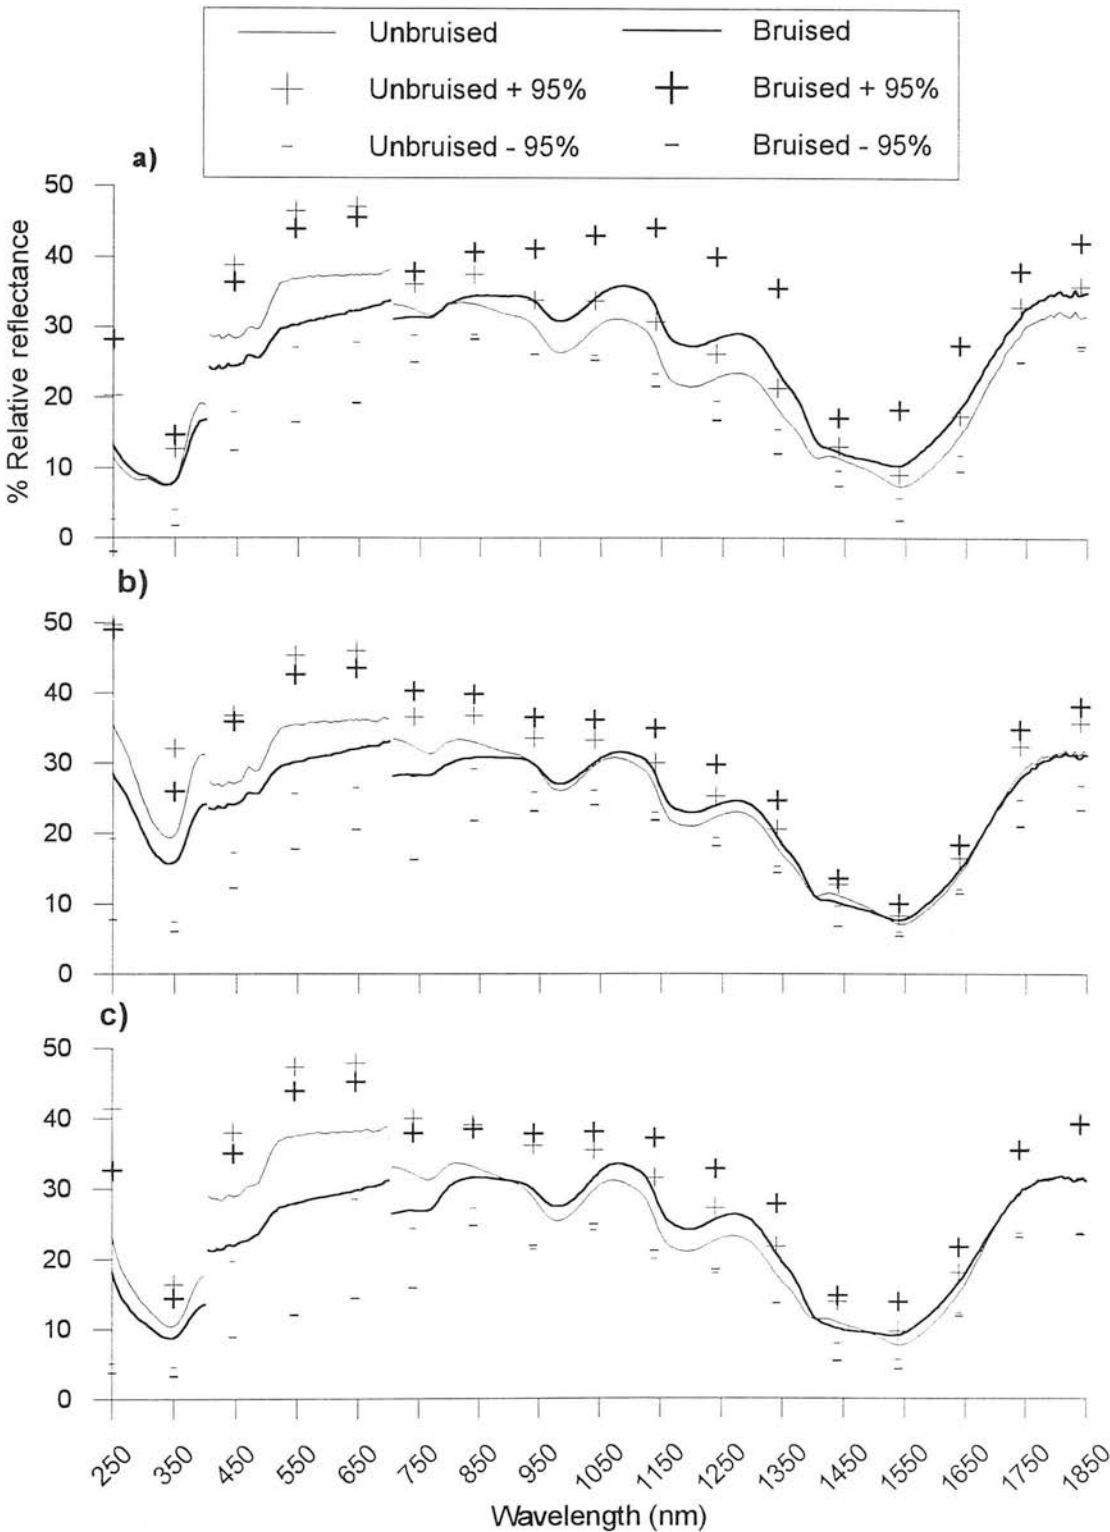 Unbruised Bruised
Unbruised + 95% Bruised + 95%
Unbruised - 95% Bruised - 95%
a)
50
40
30
20
10
0
% Relative reflectance
b)
50
40
30
20
10
0
c)
50
40
30
20
10
0
250 350 450 550 650 750 850 950 1050 1150 1250 1350 1450 1550 1650 1750 1850
Wavelength (nm)